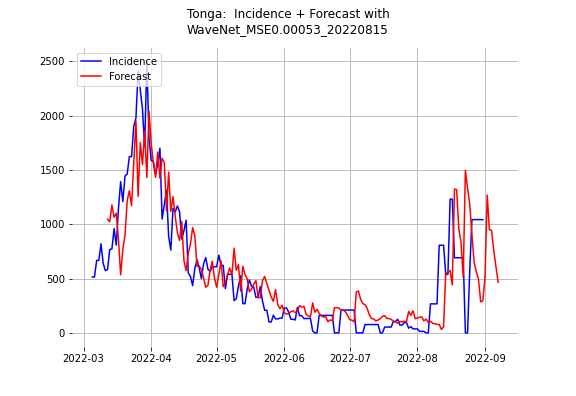 Tonga:  Incidence + Forecast with
WaveNet_MSE0.00053_20220815
Incidence
Forecast
2500
2000
1500
1000
500
0
2022-03 2022-04 2022-05 2022-06 2022-07 2022-08 2022-09